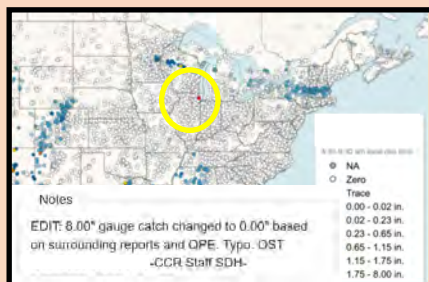 NA
Zero
Trace
0.00 - 0.02 in.
0.02 - 0.23 in.
0.23 - 0.65 in.
0.65 - 1.15 in.
1.15 - 1.75 in.
1.75 - 8.00 in.
Notes
EDIT: 8.00" gauge catch changed to 0.00" based
on surrounding reports and QPE. Typo. OST
-CCR Staff SDH-